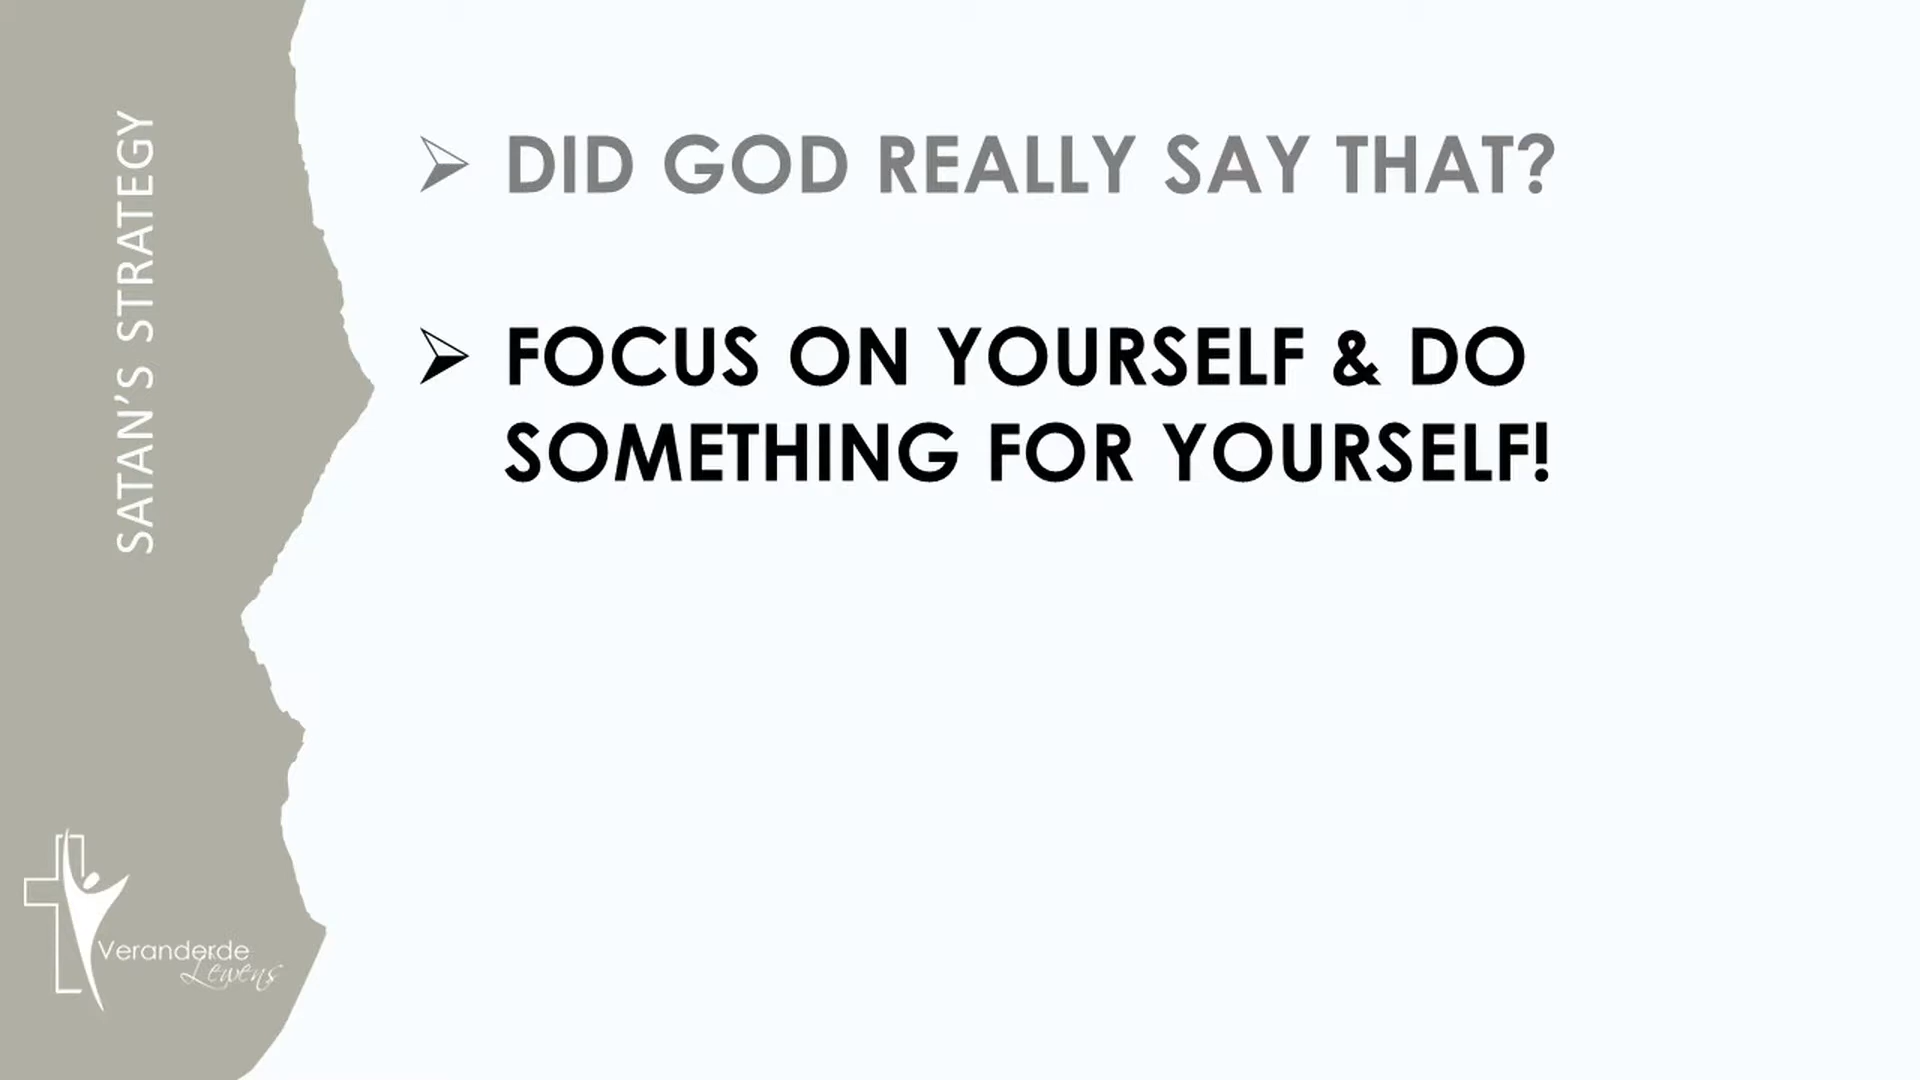 SATAN'S STRATEGY
➢ DID GOD REALLY SAY THAT?
➢ FOCUS ON YOURSELF & DO
SOMETHING FOR YOURSELF!
Veranderde
Lewens